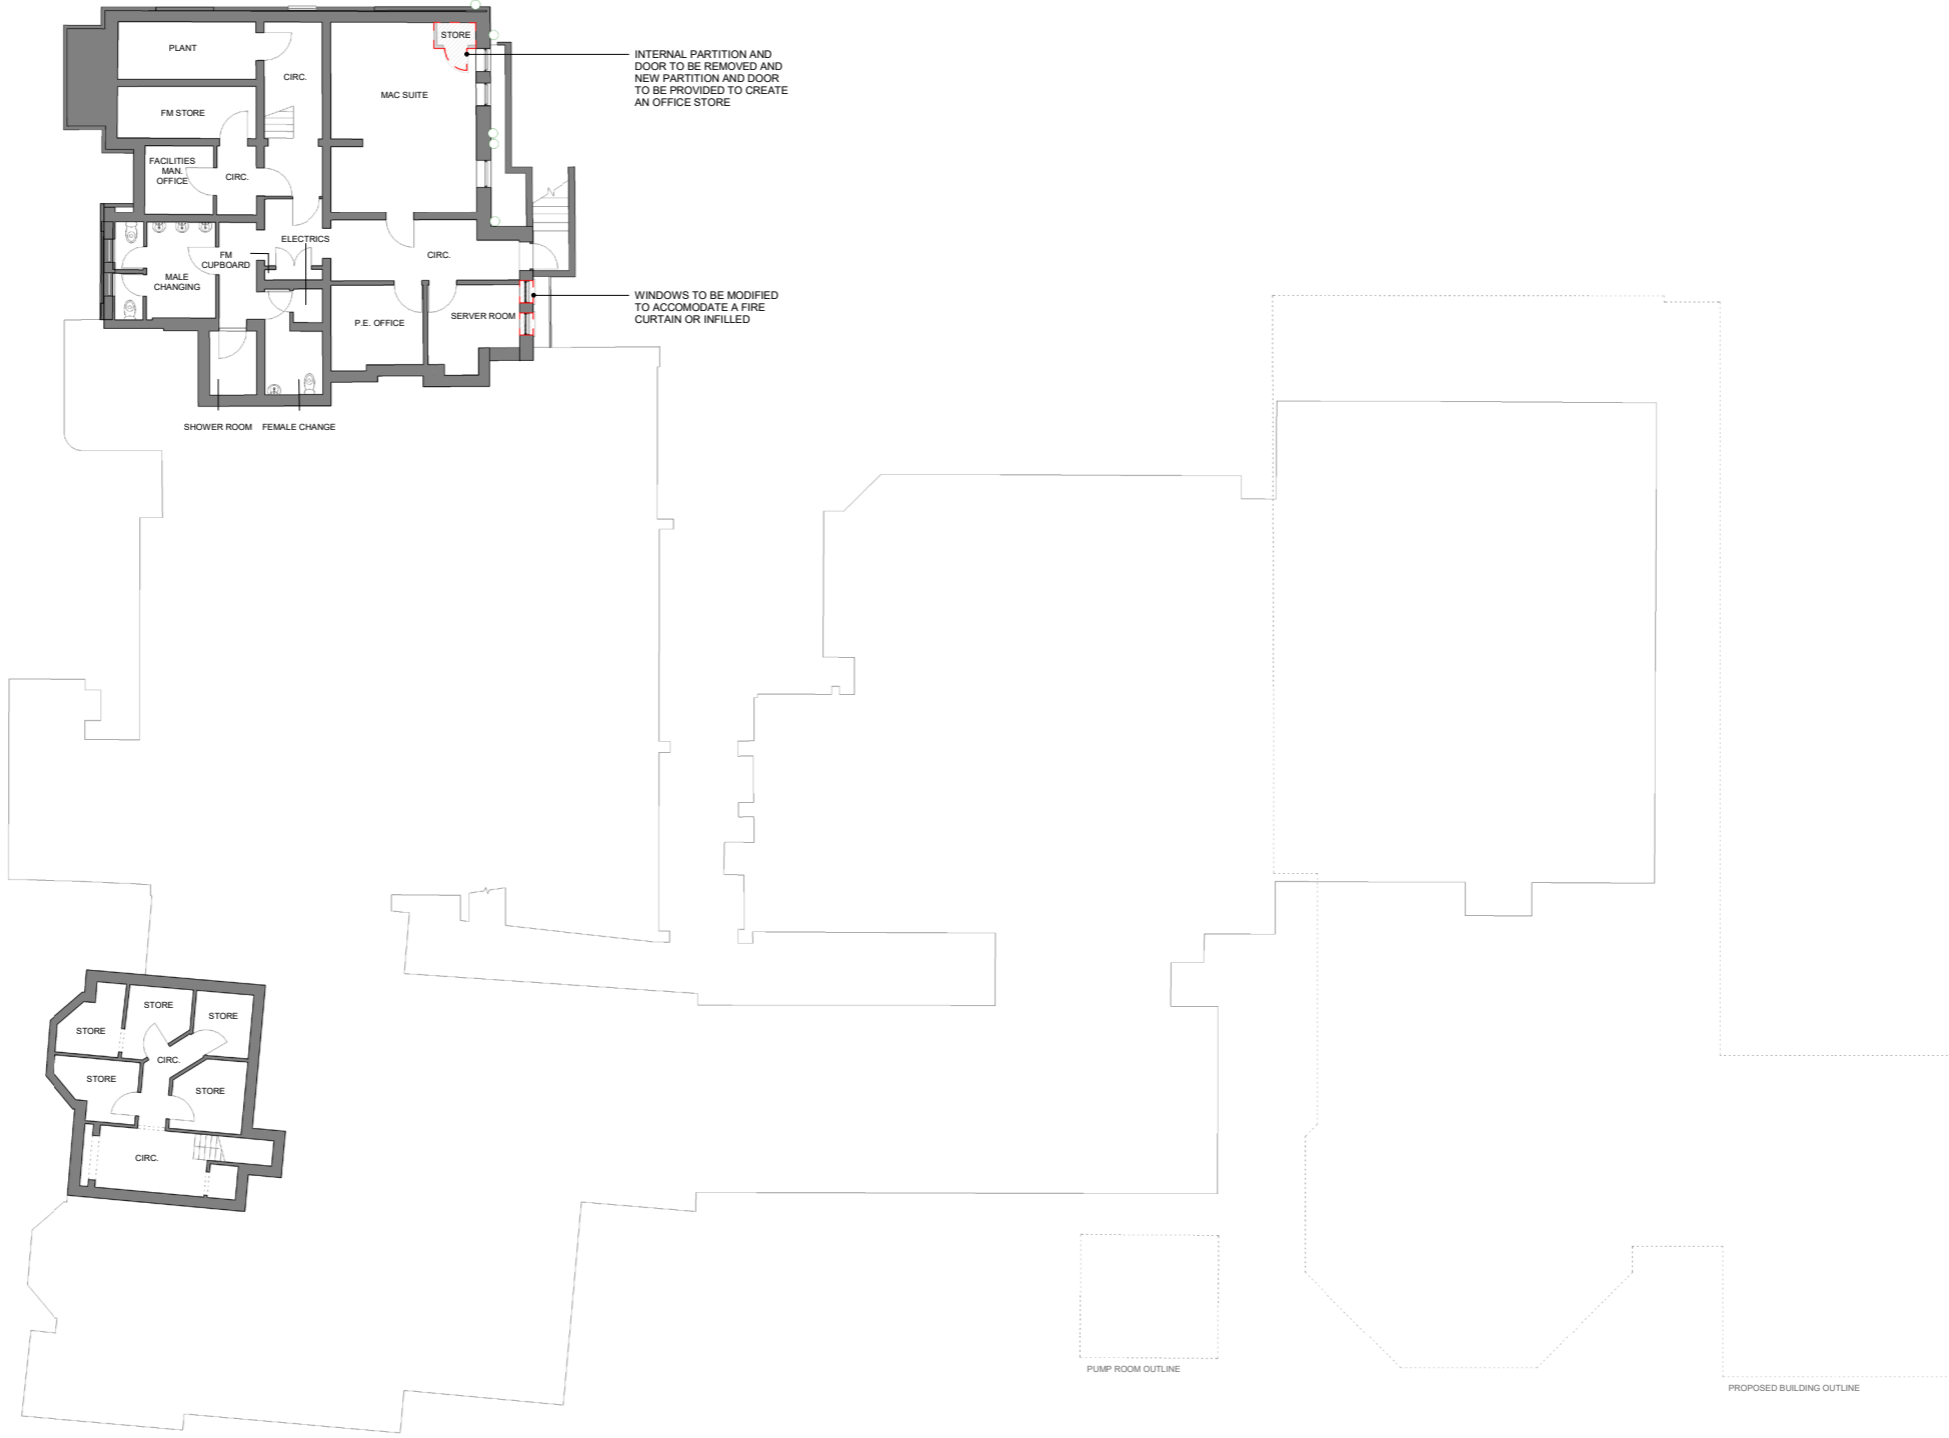 STORE
PLANT
CIRC.
MAC SUITE
FM STORE
INTERNAL PARTITION AND
DOOR TO BE REMOVED AND
NEW PARTITION AND DOOR
TO BE PROVIDED TO CREATE
AN OFFICE STORE
FACILITIES
MAN.
OFFICE
CIRC.
ELECTRICS
FM
CUPBOARD
CIRC.
MALE
CHANGING
P.E. OFFICE
SERVER ROOM
WINDOWS TO BE MODIFIED
TO ACCOMODATE A FIRE
CURTAIN OR INFILLED
SHOWER ROOM
FEMALE CHANGE
STORE
STORE
STORE
CIRC.
STORE
STORE
CIRC.
PUMP ROOM OUTLINE
PROPOSED BUILDING OUTLINE